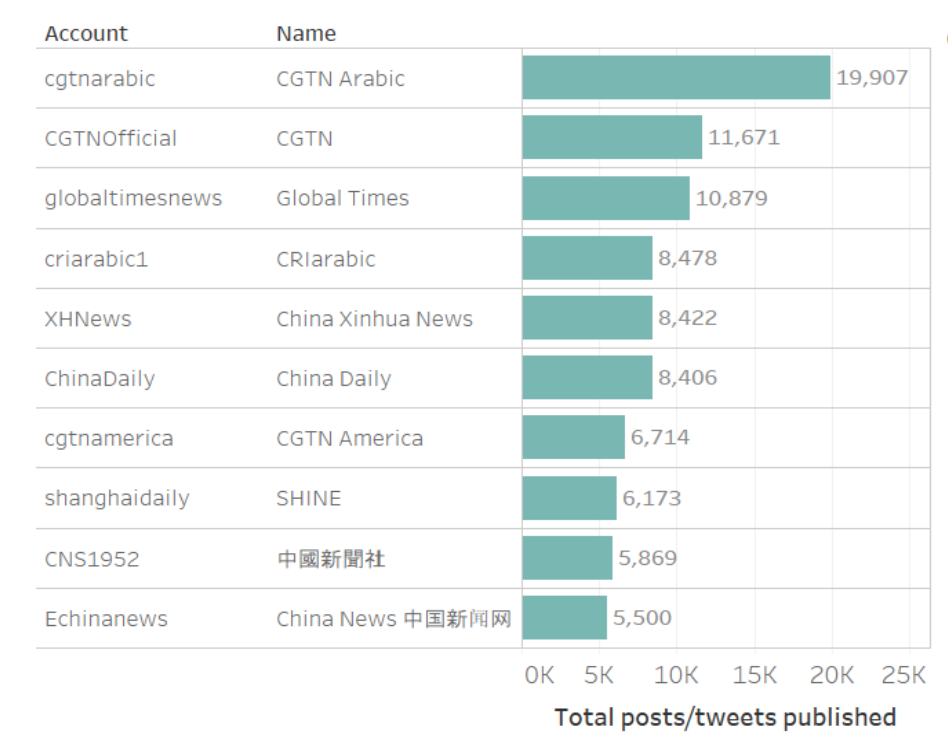 Account Name
cgtnarabic CGTN Arabic 19,907
CGTNOfficial CGTN 11,671
globaltimesnews Global Times 10,879
criarabic1 CRIarabic 8,478
XHNews China Xinhua News 8,422
ChinaDaily China Daily 8,406
cgtnamerica CGTN America 6,714
shanghaidaily SHINE 6,173
CNS1952 中國新聞社 5,869
Echinanews China News 中国新闻网 5,500
0K 5K 10K 15K 20K 25K
Total posts/tweets published